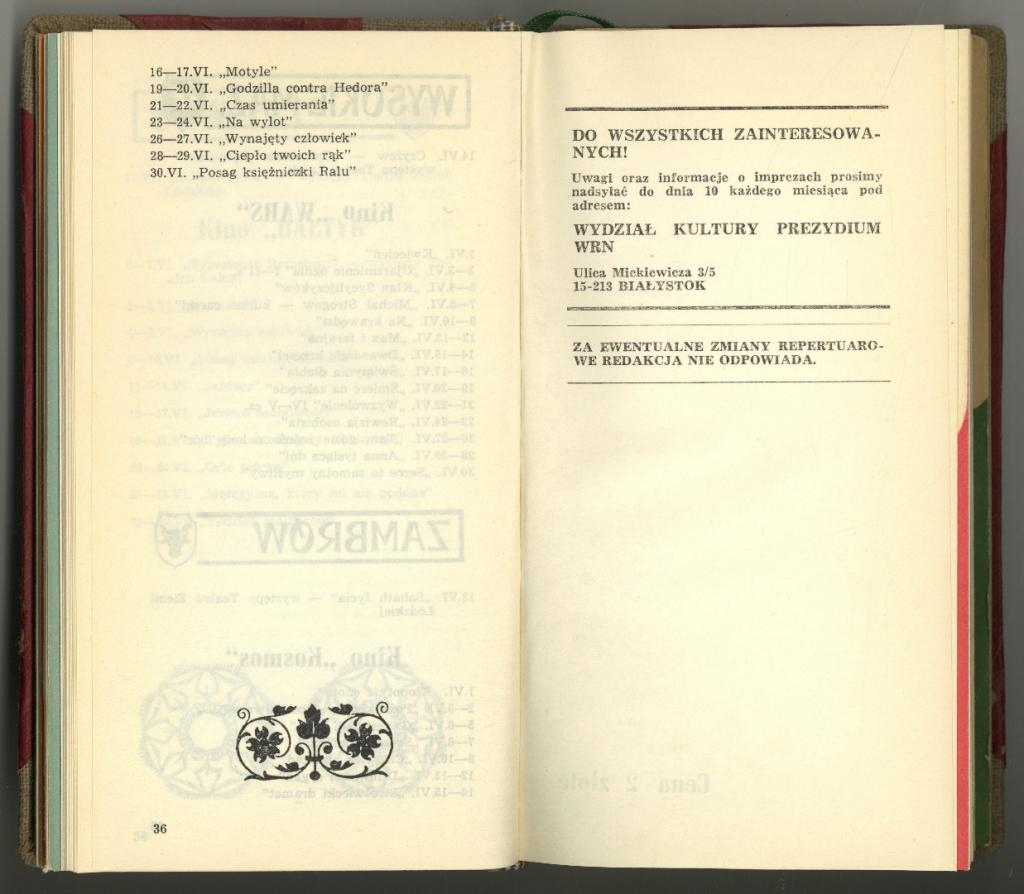 16—17.VI. „Motyle”
19—20.VI. „Godzilla contra Hedora”
21—22.VI. „Czas umierania”
23—24.VI. „Na wylot”
26—27.VI. „Wynajęty człowiek”
28—29.VI. „Ciepło twoich rąk”
30.VI. „Posag księżniczki Ralu”
36
DO WSZYSTKICH ZAINTERESOWA-
NYCH!
Uwagi oraz informacje o imprezach prosimy
nadsyłać do dnia 10 każdego miesiąca pod
adresem:
WYDZIAŁ KULTURY PREZYDIUM
WRN
Ulica Mickiewicza 3/5
15-213 BIAŁYSTOK
ZA EWENTUALNE ZMIANY REPERTUARO-
WE REDAKCJA NIE ODPOWIADA.